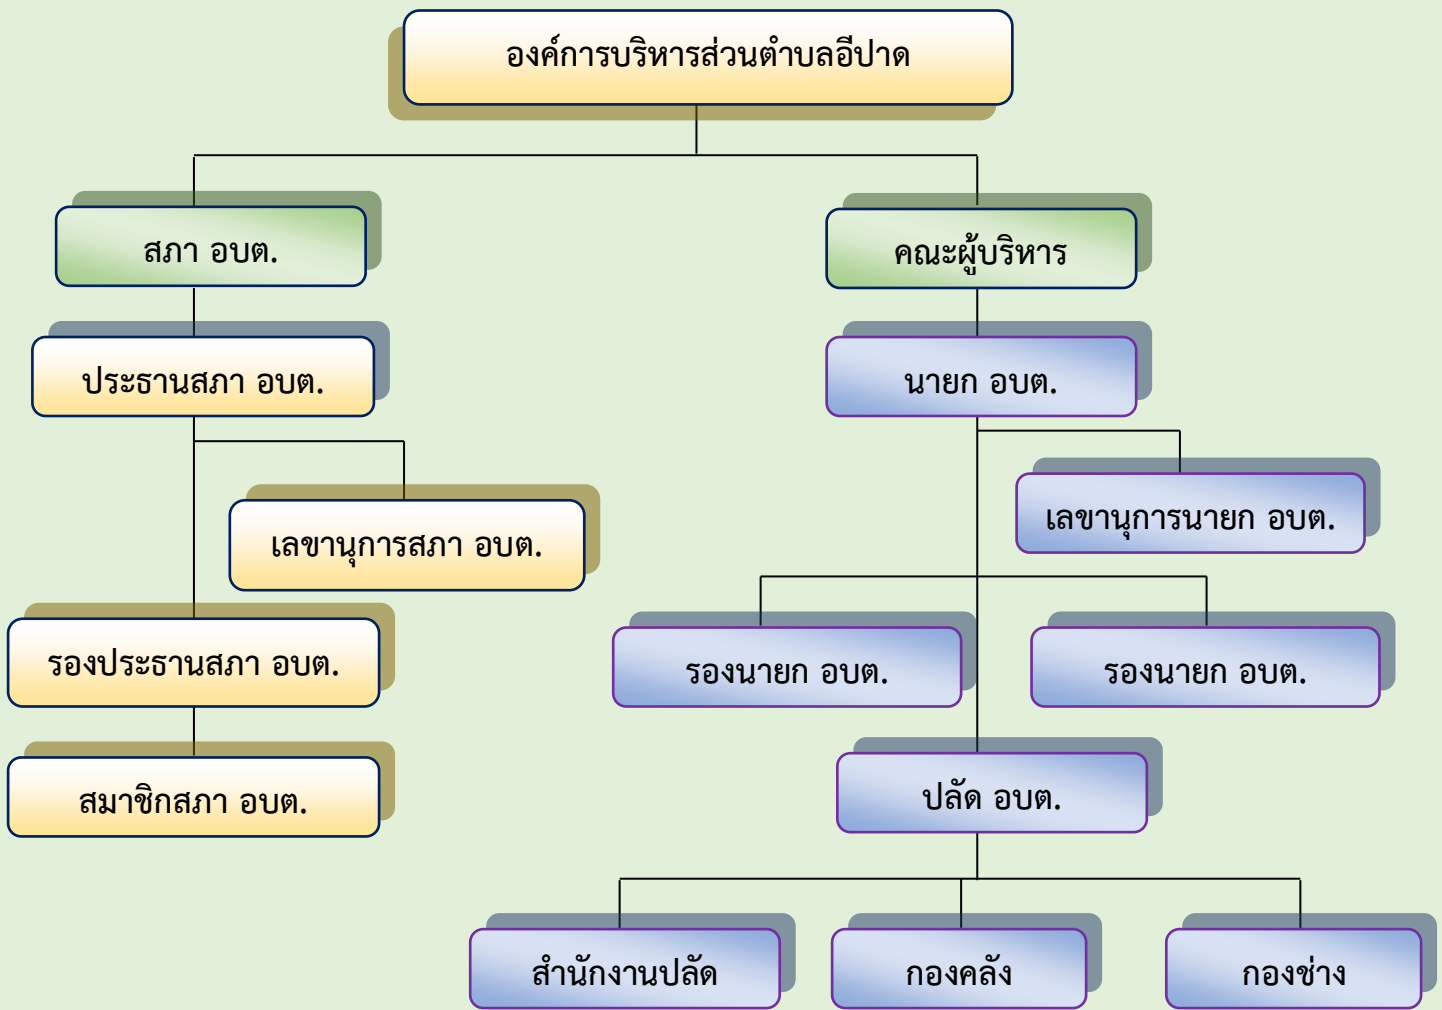 องค์การบริหารส่วนตำบลอีปาด
สภา อบต.
คณะผู้บริหาร
ประธานสภา อบต.
นายก อบต.
เลขานุการสภา อบต.
เลขานุการนายก อบต.
รองประธานสภา อบต.
รองนายก อบต.
รองนายก อบต.
สมาชิกสภา อบต.
ปลัด อบต.
สำนักงานปลัด
กองคลัง
กองช่าง